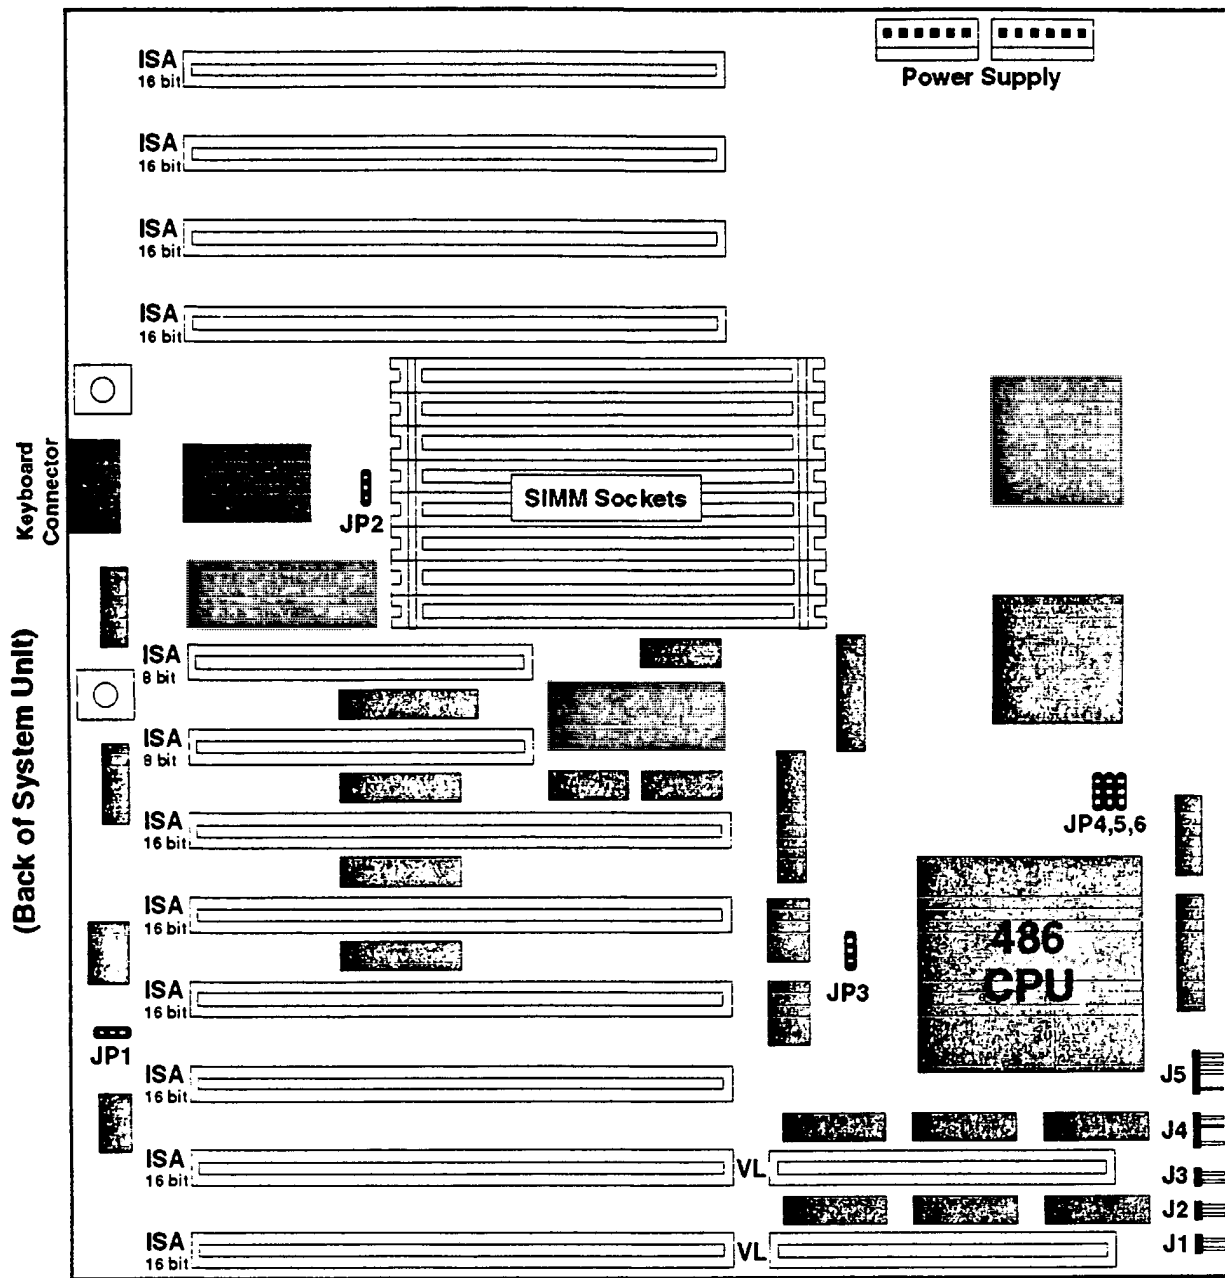 ISA
16 bit
Power Supply
ISA
16 bit
ISA
16 bit
ISA
16 bit
Keyboard
Connector
JP2
SIMM Sockets
(Back of System Unit)
ISA
8 bit
ISA
8 bit
ISA
16 bit
JP4,5,6
ISA
16 bit
486
CPU
JP3
ISA
16 bit
JP1
ISA
16 bit
J5
J4
ISA
16 bit
VL
J3
J2
ISA
16 bit
VL
J1